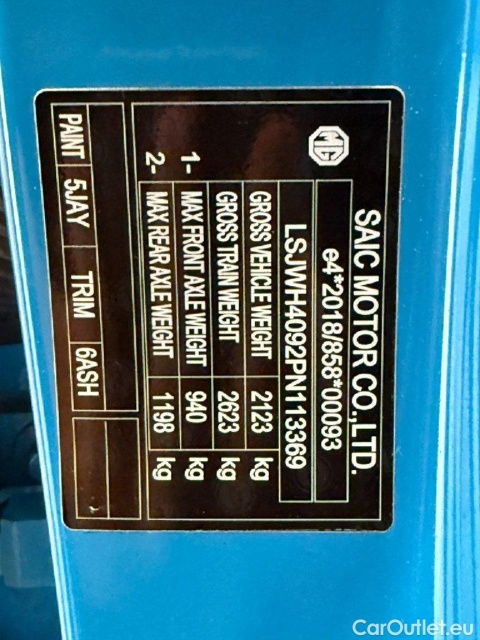 MG
SAIC MOTOR CO.,LTD.
e4*2018/858*00093
LSJWH4092PN113369
GROSS VEHICLE WEIGHT 2123 kg
GROSS TRAIN WEIGHT 2623 kg
1- MAX FRONT AXLE WEIGHT 940 kg
2- MAX REAR AXLE WEIGHT 1198 kg
PAINT 5JAY TRIM 6ASH
CarOutlet.eu